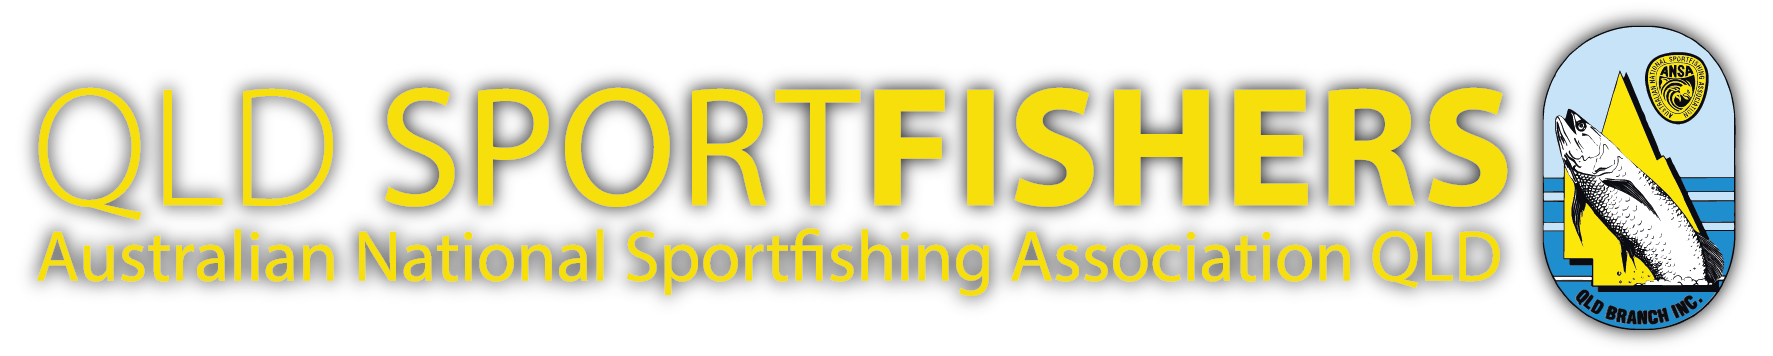 QLD SPORTFISHERS
Australian National Sportfishing Association QLD
AUSTRALIAN NATIONAL SPORTFISHING ASSOCIATION
ANSA
QLD BRANCH INC.